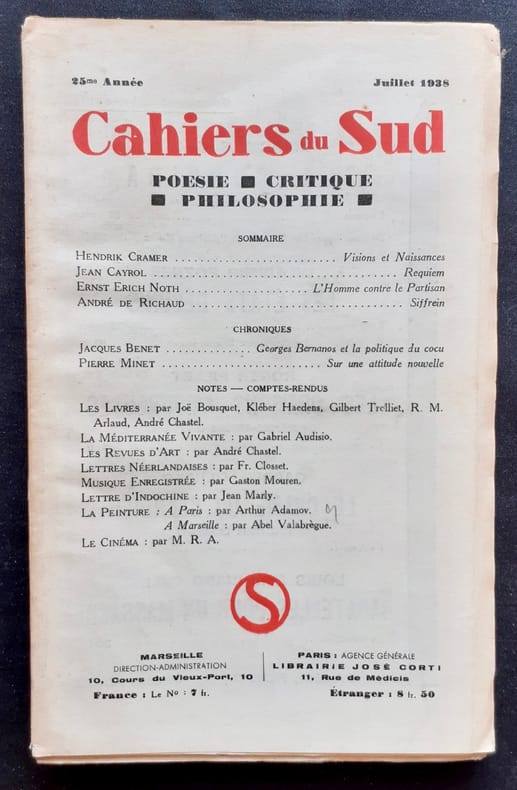 25me Année Juillet 1938
Cahiers du Sud
POESIE ■ CRITIQUE
■ PHILOSOPHIE ■
SOMMAIRE
HENDRIK CRAMER .......................... Visions et Naissances
JEAN CAYROL ........................................ Requiem
ERNST ERICH NOTH .................... L'Homme contre le Partisan
ANDRÉ DE RICHAUD ................................... Siffrein
CHRONIQUES
JACQUES BENET .............. Georges Bernanos et la politique du cocu
PIERRE MINET .......................... Sur une attitude nouvelle
NOTES — COMPTES-RENDUS
LES LIVRES : par Joë Bousquet, Kléber Haedens, Gilbert Trolliet, R. M.
Arlaud, André Chastel.
LA MÉDITERRANÉE VIVANTE : par Gabriel Audisio.
LES REVUES D'ART : par André Chastel.
LETTRES NÉERLANDAISES : par Fr. Closset.
MUSIQUE ENREGISTRÉE : par Gaston Mouren.
LETTRE D'INDOCHINE : par Jean Marly.
LA PEINTURE : A Paris : par Arthur Adamov.
A Marseille : par Abel Valabrègue.
LE CINÉMA : par M. R. A.
S
MARSEILLE
DIRECTION-ADMINISTRATION
10, Cours du Vieux-Port, 10
PARIS : AGENCE GÉNÉRALE
LIBRAIRIE JOSÉ CORTI
11, Rue de Médicis
France : Le No : 7 fr. Étranger : 8 fr. 50